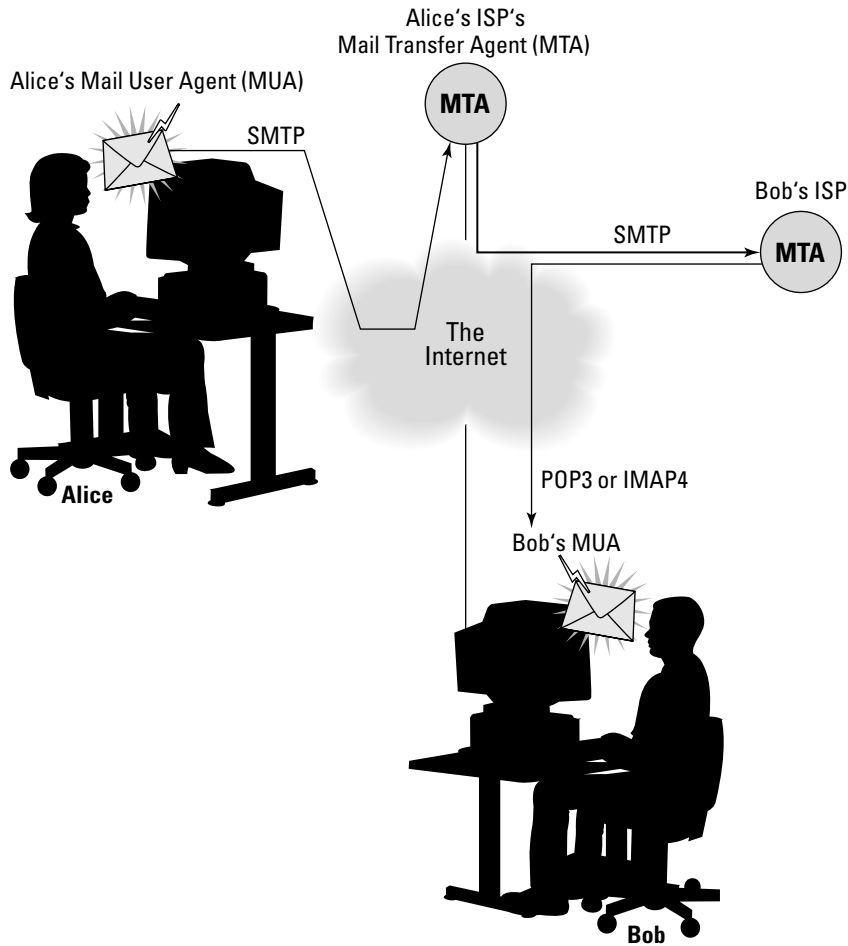 Alice‘s ISP‘s
Mail Transfer Agent (MTA)
Alice‘s Mail User Agent (MUA)
MTA
SMTP
Bob‘s ISP
SMTP
MTA
The
Internet
POP3 or IMAP4
Alice
Bob‘s MUA
Bob